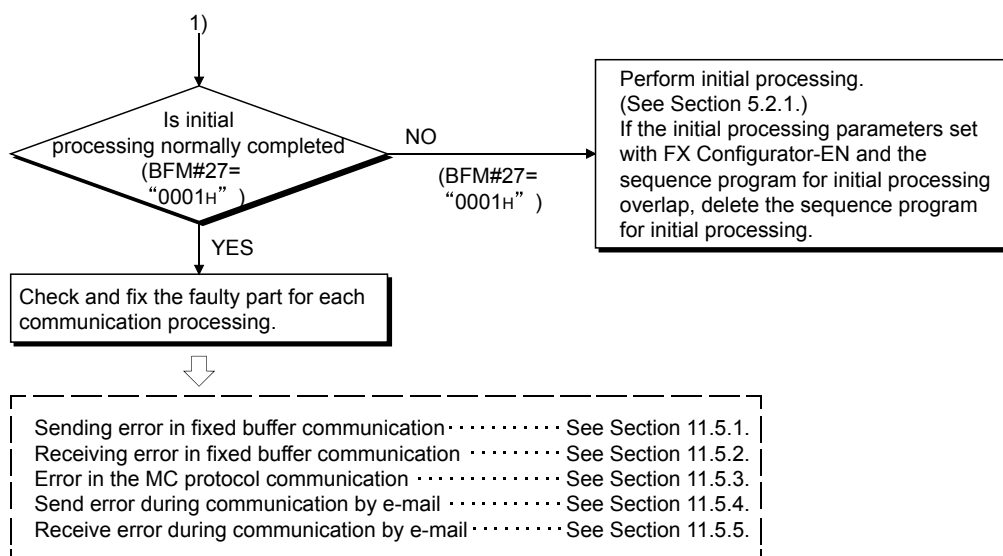 1)
Is initial
processing normally completed
(BFM#27=
“0001H” )
NO
(BFM#27=
“0001H” )
Perform initial processing.
(See Section 5.2.1.)
If the initial processing parameters set
with FX Configurator-EN and the
sequence program for initial processing
overlap, delete the sequence program
for initial processing.
YES
Check and fix the faulty part for each
communication processing.
Sending error in fixed buffer communication · · · · · · · · · · See Section 11.5.1.
Receiving error in fixed buffer communication · · · · · · · · See Section 11.5.2.
Error in the MC protocol communication · · · · · · · · · · · · See Section 11.5.3.
Send error during communication by e-mail · · · · · · · · · · See Section 11.5.4.
Receive error during communication by e-mail · · · · · · · · See Section 11.5.5.